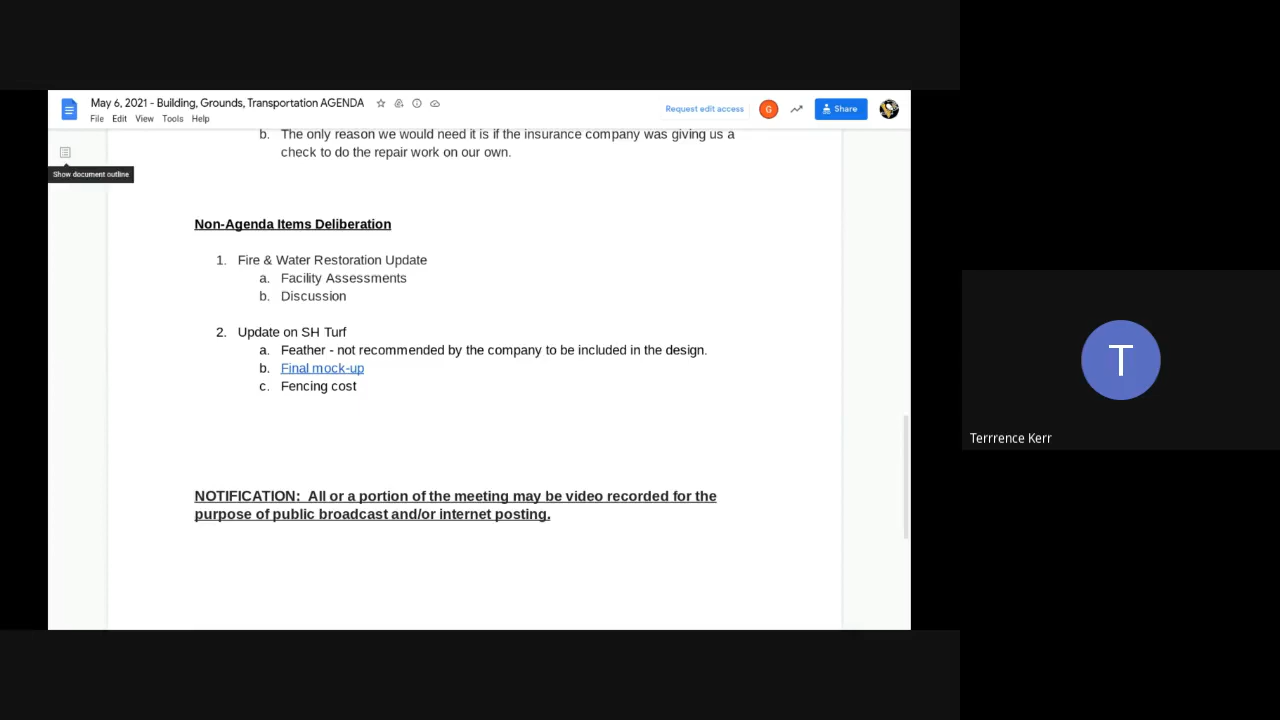 May 6, 2021 - Building, Grounds, Transportation AGENDA
File Edit View Tools Help
Request edit access
G
Share
Show document outline
b. The only reason we would need it is if the insurance company was giving us a
check to do the repair work on our own.
Non-Agenda Items Deliberation
1. Fire & Water Restoration Update
a. Facility Assessments
b. Discussion
2. Update on SH Turf
a. Feather - not recommended by the company to be included in the design.
b. Final mock-up
c. Fencing cost
NOTIFICATION: All or a portion of the meeting may be video recorded for the
purpose of public broadcast and/or internet posting.
T
Terrrence Kerr